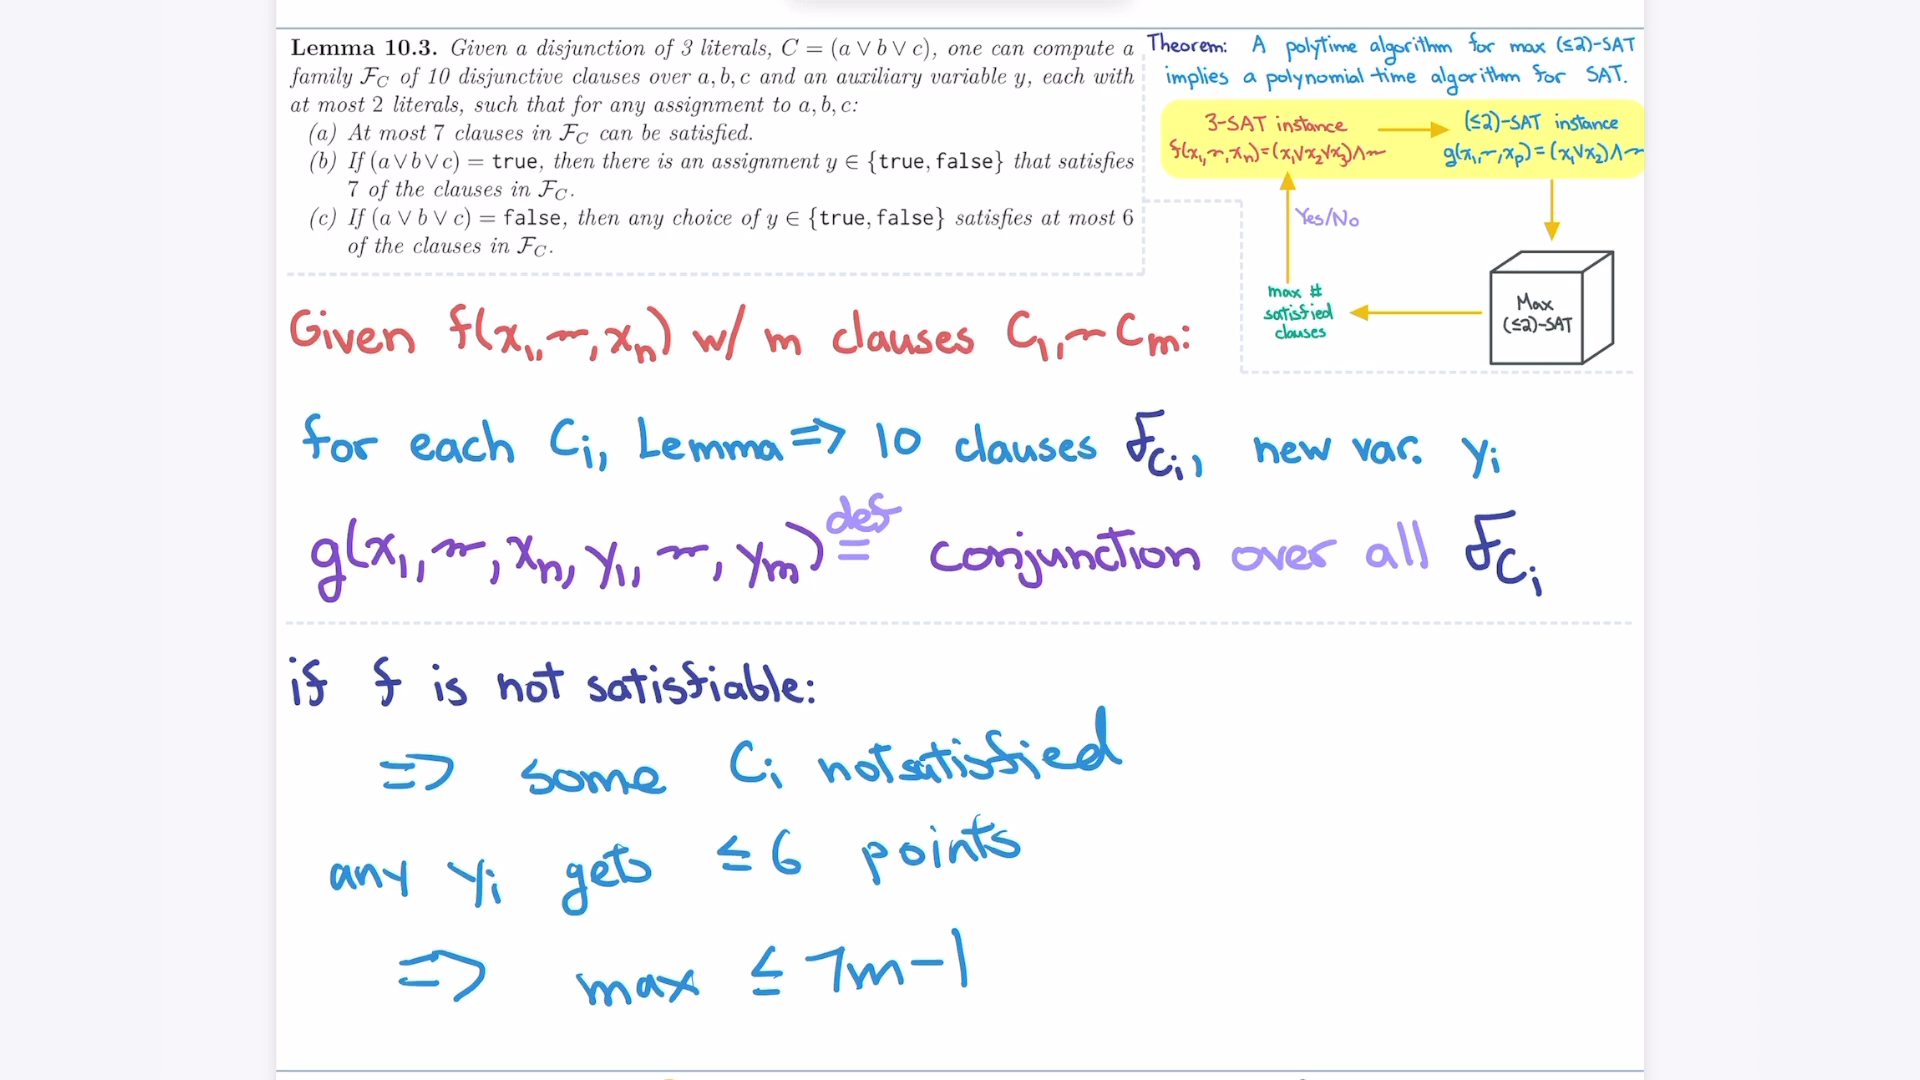 Lemma 10.3. Given a disjunction of 3 literals, C = (a ∨ b ∨ c), one can compute a
family ℱ_C of 10 disjunctive clauses over a, b, c and an auxiliary variable y, each with
at most 2 literals, such that for any assignment to a, b, c:
(a) At most 7 clauses in ℱ_C can be satisfied.
(b) If (a∨b∨c) = true, then there is an assignment y ∈ {true, false} that satisfies
7 of the clauses in ℱ_C.
(c) If (a ∨ b ∨ c) = false, then any choice of y ∈ {true, false} satisfies at most 6
of the clauses in ℱ_C.
Theorem: A polytime algorithm for max (≤2)-SAT
implies a polynomial-time algorithm for SAT.
3-SAT instance
f(x₁,~,xₙ)=(x₁∨x₂∨x₃)∧~
(≤2)-SAT instance
g(x₁,~,xₚ)=(x₁∨x₂)∧~
Yes/No
max #
satisfied
clauses
Max
(≤2)-SAT
Given f(x₁,~,xₙ) w/ m clauses C₁,~Cₘ:
for each Cᵢ, Lemma => 10 clauses ℱ_Cᵢ, new var. yᵢ
g(x₁,~,xₙ,y₁,~,yₘ) def= conjunction over all ℱ_Cᵢ
if f is not satisfiable:
=> some Cᵢ not satisfied
any yᵢ gets ≤ 6 points
=> max ≤ 7m-1